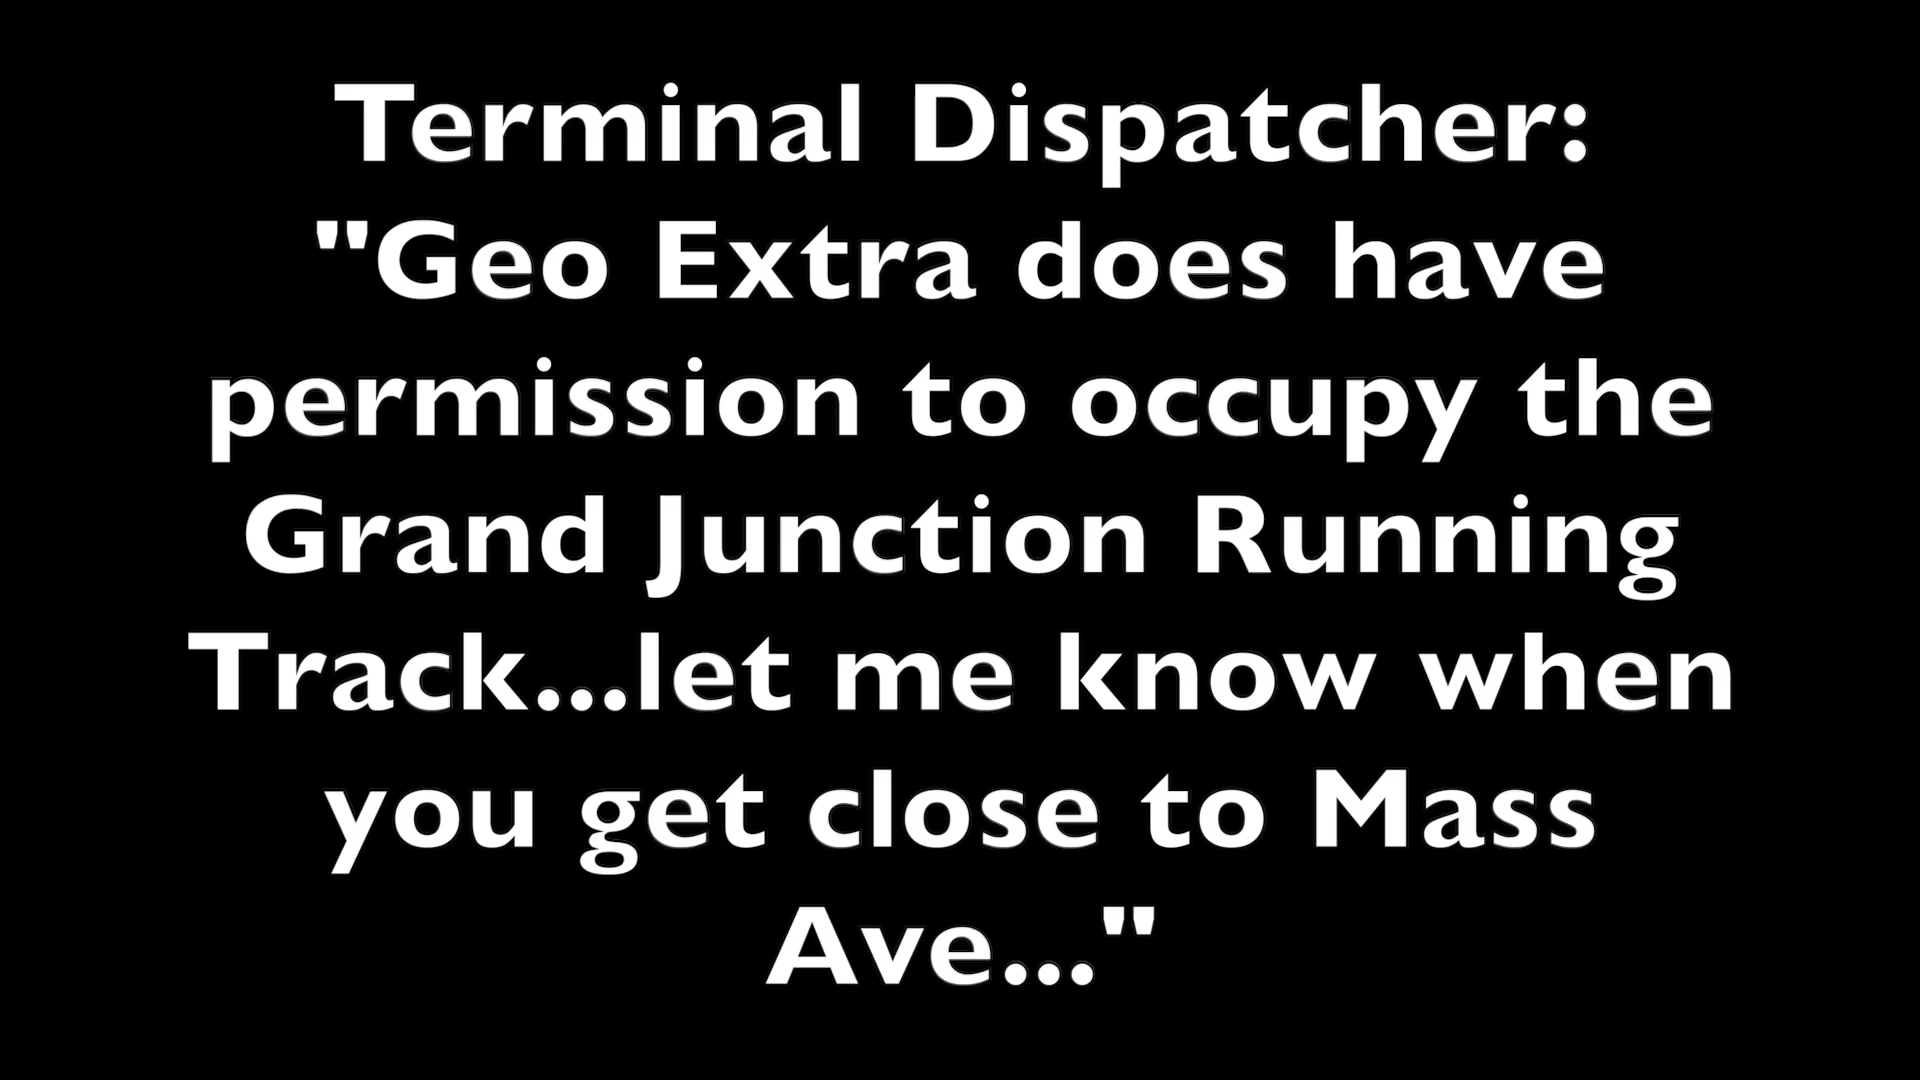 Terminal Dispatcher:
"Geo Extra does have
permission to occupy the
Grand Junction Running
Track...let me know when
you get close to Mass
Ave..."